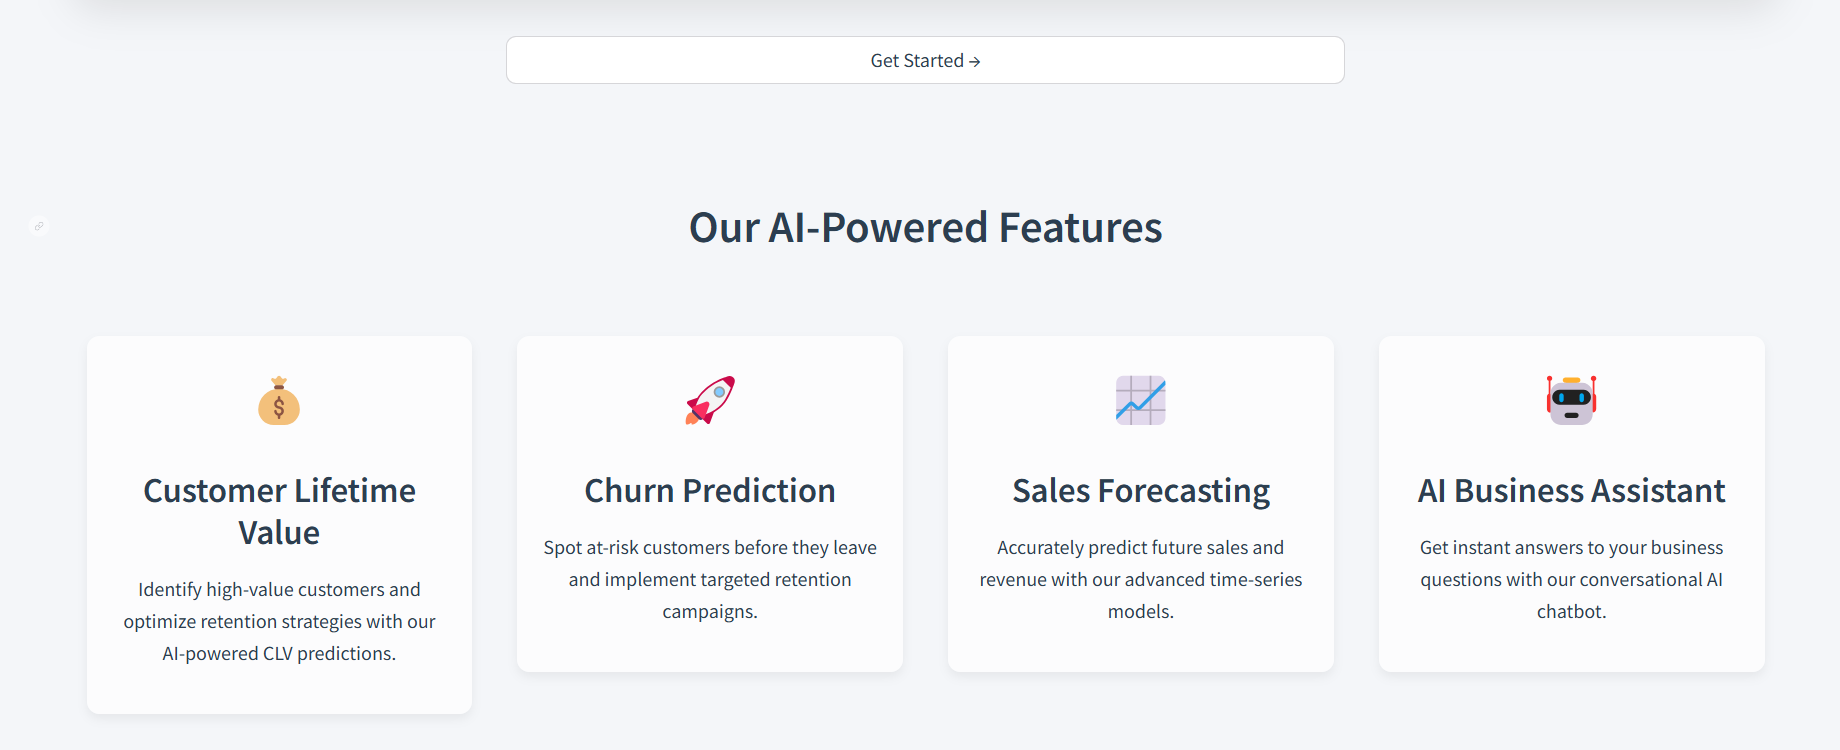 Get Started →
Our AI-Powered Features
Customer Lifetime
Value
Identify high-value customers and
optimize retention strategies with our
AI-powered CLV predictions.
Churn Prediction
Spot at-risk customers before they leave
and implement targeted retention
campaigns.
Sales Forecasting
Accurately predict future sales and
revenue with our advanced time-series
models.
AI Business Assistant
Get instant answers to your business
questions with our conversational AI
chatbot.